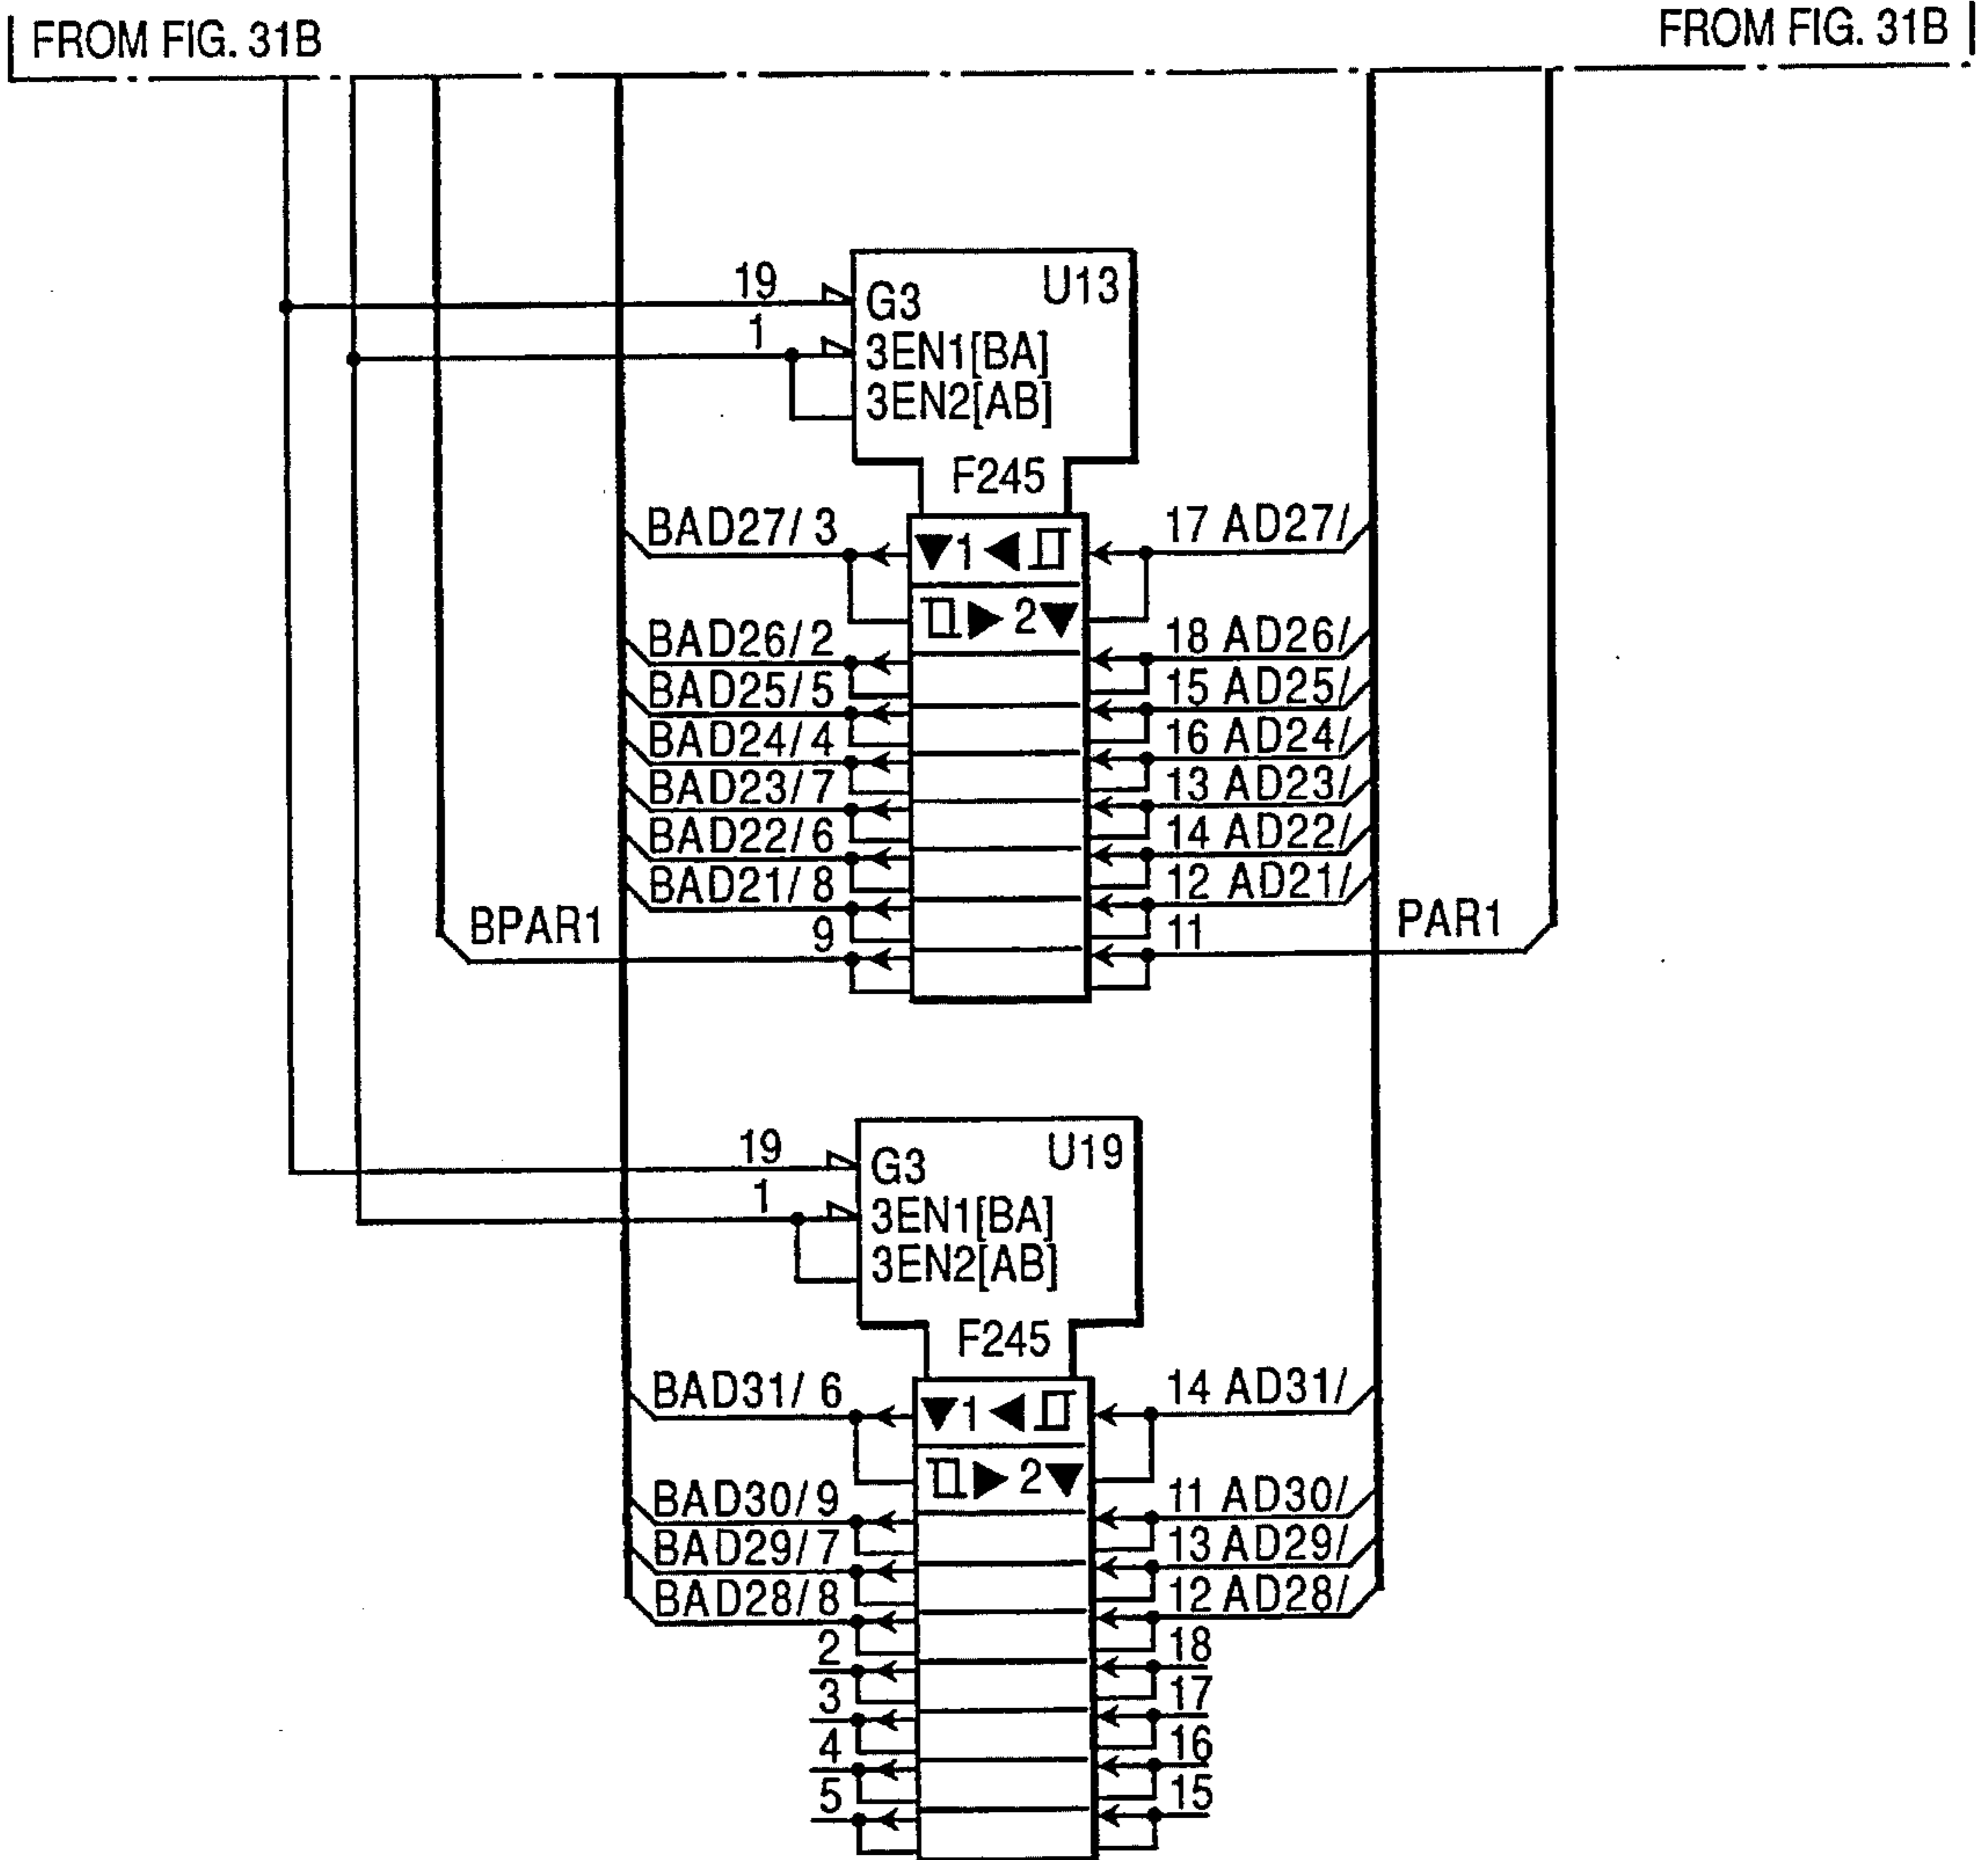 FROM FIG. 31B FROM FIG. 31B
19 G3 U13
1 3EN1[BA]
3EN2[AB]
F245
BAD27/ 3 1 17 AD27/
2
BAD26/ 2 18 AD26/
BAD25/ 5 15 AD25/
BAD24/ 4 16 AD24/
BAD23/ 7 13 AD23/
BAD22/ 6 14 AD22/
BAD21/ 8 12 AD21/
BPAR1 9 11 PAR1
19 G3 U19
1 3EN1[BA]
3EN2[AB]
F245
BAD31/ 6 1 14 AD31/
2
BAD30/ 9 11 AD30/
BAD29/ 7 13 AD29/
BAD28/ 8 12 AD28/
2 18
3 17
4 16
5 15